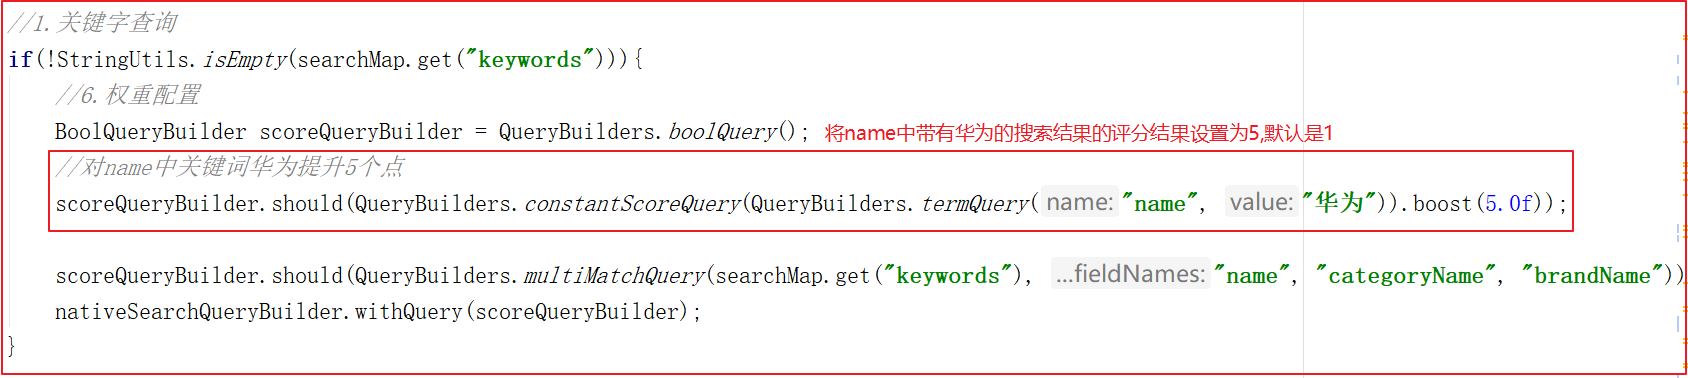 //1.关键字查询
if(!StringUtils.isEmpty(searchMap.get("keywords"))){
//6.权重配置
BoolQueryBuilder scoreQueryBuilder = QueryBuilders.boolQuery(); 将name中带有华为的搜索结果的评分结果设置为5,默认是1
//对name中关键词华为提升5个点
scoreQueryBuilder.should(QueryBuilders.constantScoreQuery(QueryBuilders.termQuery( name: "name", value: "华为")).boost(5.0f));
scoreQueryBuilder.should(QueryBuilders.multiMatchQuery(searchMap.get("keywords"), ...fieldNames: "name", "categoryName", "brandName"))
nativeSearchQueryBuilder.withQuery(scoreQueryBuilder);
}